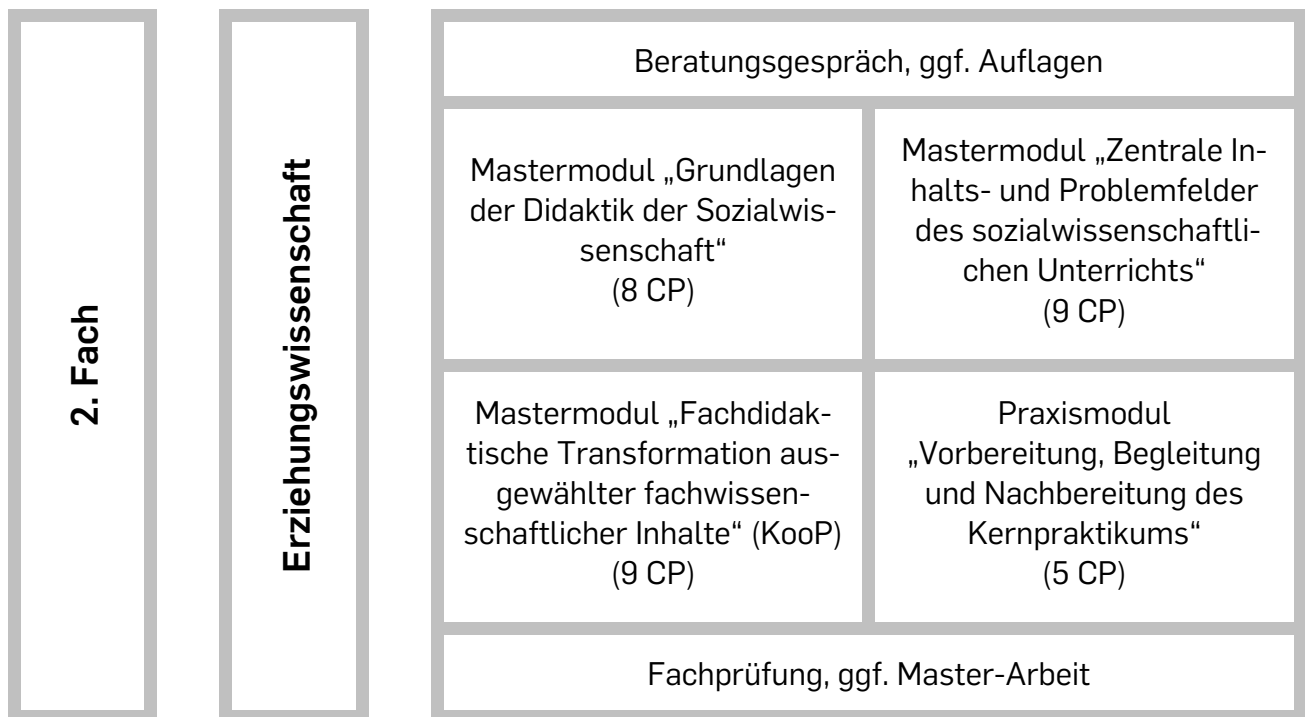 2. Fach
Erziehungswissenschaft
Beratungsgespräch, ggf. Auflagen
Mastermodul „Grundlagen
der Didaktik der Sozialwis-
senschaft“
(8 CP)
Mastermodul „Zentrale In-
halts- und Problemfelder
des sozialwissenschaftli-
chen Unterrichts“
(9 CP)
Mastermodul „Fachdidak-
tische Transformation aus-
gewählter fachwissen-
schaftlicher Inhalte“ (KooP)
(9 CP)
Praxismodul
„Vorbereitung, Begleitung
und Nachbereitung des
Kernpraktikums“
(5 CP)
Fachprüfung, ggf. Master-Arbeit